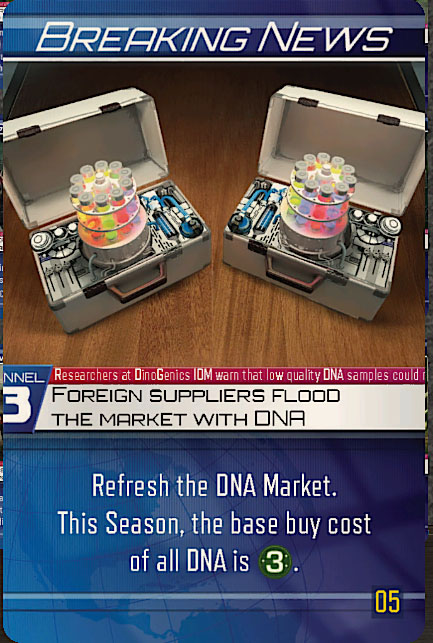 BREAKING NEWS
NNEL
3
Researchers at DinoGenics IOM warn that low quality DNA samples could
FOREIGN SUPPLIERS FLOOD
THE MARKET WITH DNA
Refresh the DNA Market.
This Season, the base buy cost
of all DNA is 3.
05